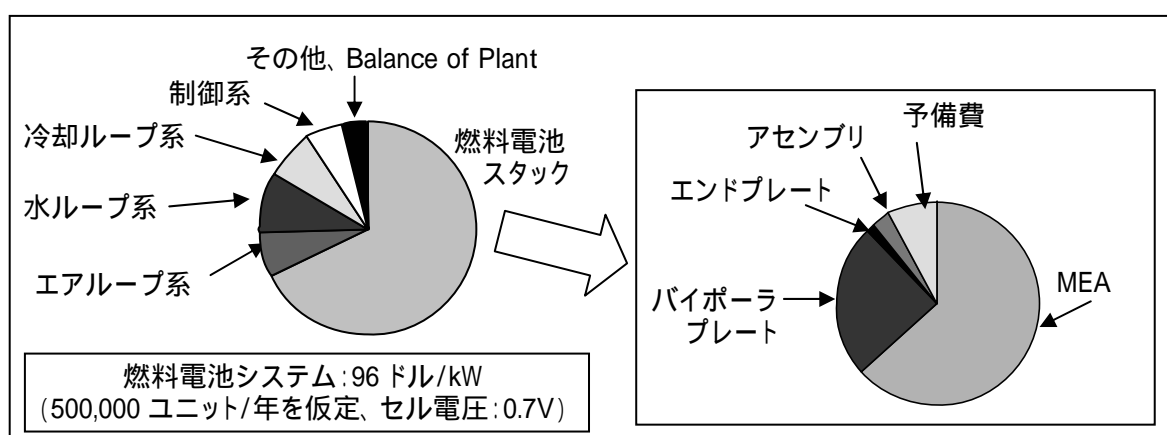 その他、Balance of Plant
制御系
冷却ループ系
水ループ系
エアループ系
燃料電池
スタック
燃料電池システム:96 ドル/kW
(500,000 ユニット/年を仮定、セル電圧:0.7V)
予備費
アセンブリ
エンドプレート
バイポーラ
プレート
MEA